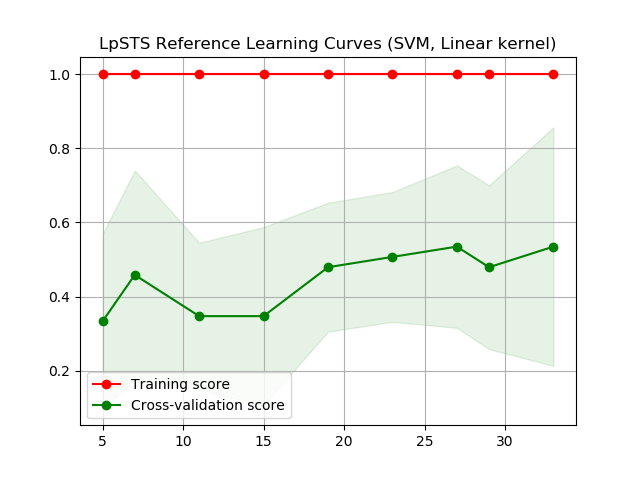 LpSTS Reference Learning Curves (SVM, Linear kernel)
1.0
0.8
0.6
0.4
0.2
Training score
Cross-validation score
5 10 15 20 25 30